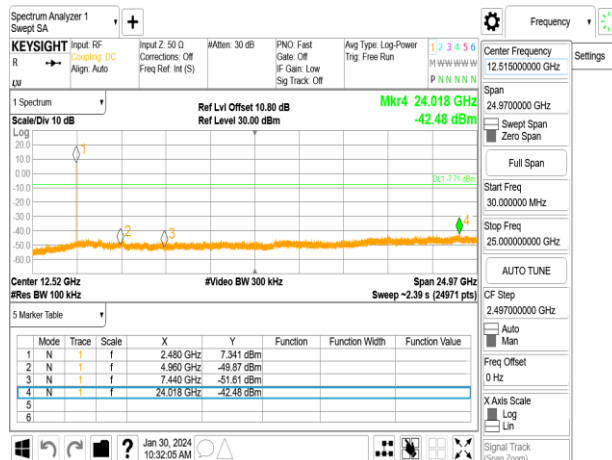 Spectrum Analyzer 1
Swept SA
KEYSIGHT
R
LXI
Input: RF
Coupling: DC
Align: Auto
Input Z: 50 Ω
Corrections: Off
Freq Ref: Int (S)
#Atten: 30 dB
PNO: Fast
Gate: Off
IF Gain: Low
Sig Track: Off
Avg Type: Log-Power
Trig: Free Run
1 2 3 4 5 6
M W W W W W
P N N N N N
1 Spectrum
Scale/Div 10 dB
Ref Lvl Offset 10.80 dB
Ref Level 30.00 dBm
Mkr4 24.018 GHz
-42.48 dBm
Log
20.0
10.0
0.00
-10.0
-20.0
-30.0
-40.0
-50.0
-60.0
1
2
3
4
DL1 -7.71 dBm
Center 12.52 GHz
#Video BW 300 kHz
Span 24.97 GHz
#Res BW 100 kHz
Sweep ~2.39 s (24971 pts)
5 Marker Table
Mode Trace Scale X Y Function Function Width Function Value
1 N 1 f 2.480 GHz 7.341 dBm
2 N 1 f 4.960 GHz -49.87 dBm
3 N 1 f 7.440 GHz -51.61 dBm
4 N 1 f 24.018 GHz -42.48 dBm
5
6
?
Jan 30, 2024
10:32:05 AM
Frequency
Settings
Center Frequency
12.515000000 GHz
Span
24.9700000 GHz
Swept Span
Zero Span
Full Span
Start Freq
30.000000 MHz
Stop Freq
25.000000000 GHz
AUTO TUNE
CF Step
2.497000000 GHz
Auto
Man
Freq Offset
0 Hz
X Axis Scale
Log
Lin
Signal Track
(Span Zoom)